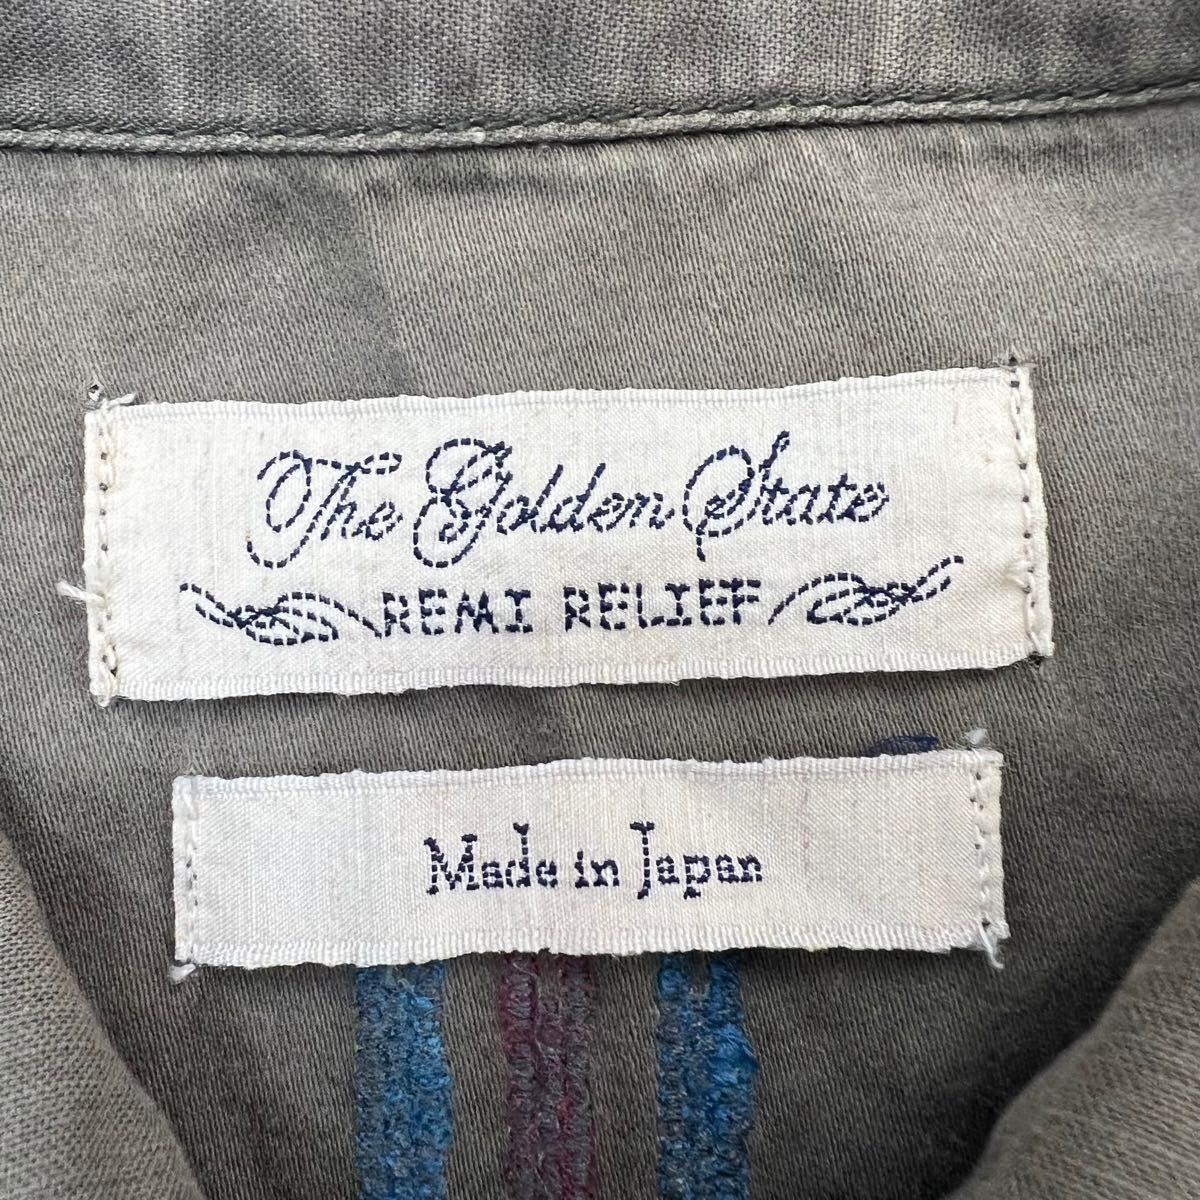 The Golden State
REMI RELIEF
Made in Japan